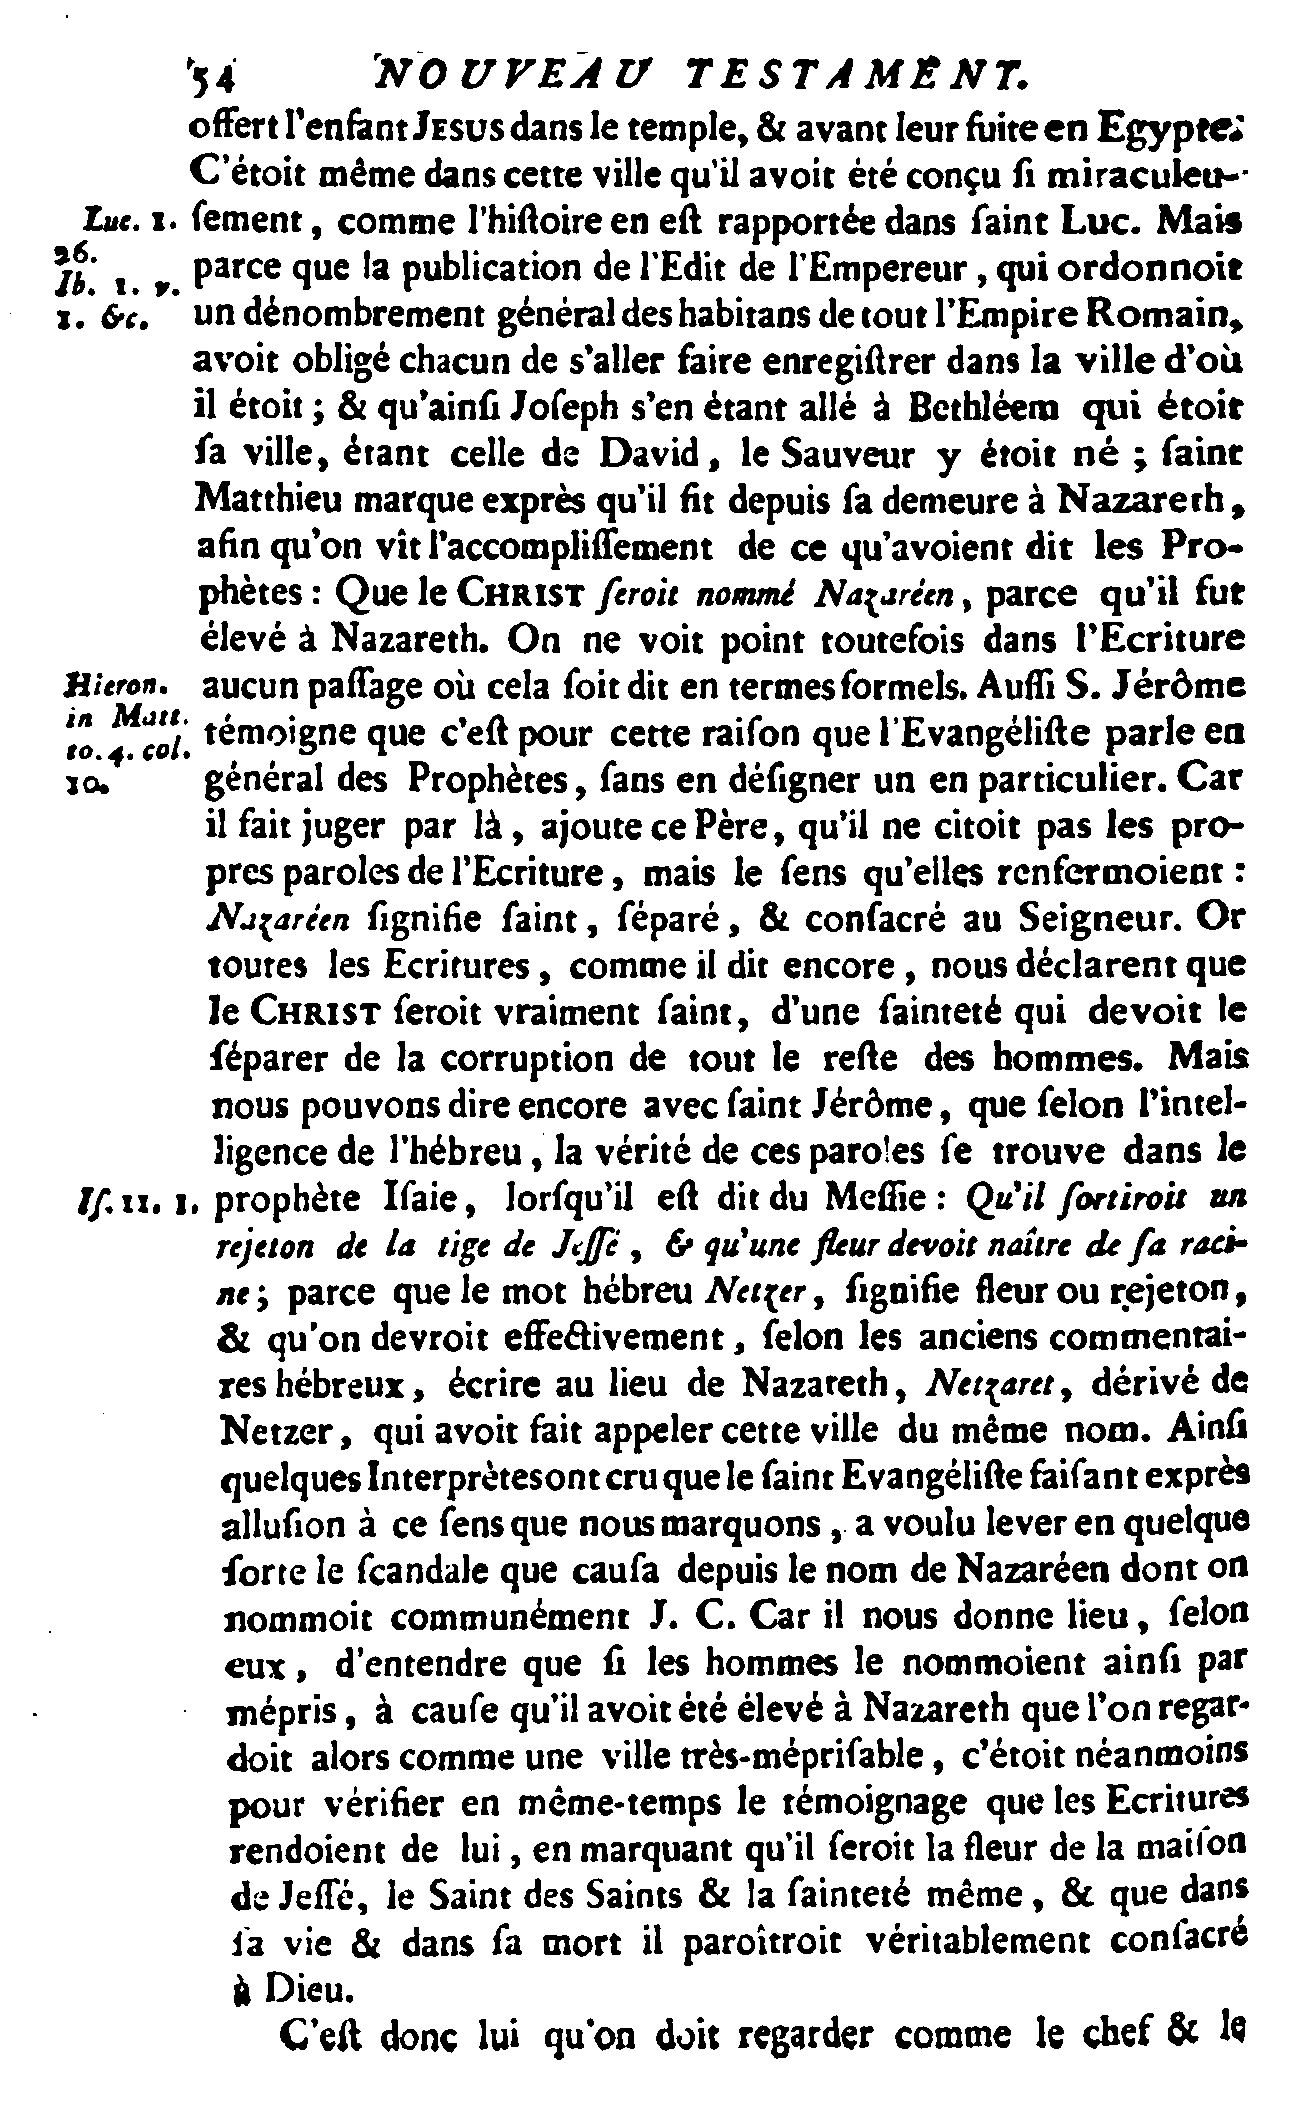 54 NOUVEAU TESTAMENT.
offert l'enfant JESUS dans le temple, & avant leur fuite en Egypte:
C'étoit même dans cette ville qu'il avoit été conçu ſi miraculeu-
Luc. 1. ſement, comme l'hiſtoire en eſt rapportée dans ſaint Luc. Mais
26.
Ib. 1. v. parce que la publication de l'Edit de l'Empereur, qui ordonnoit
1. &c. un dénombrement général des habitans de tout l'Empire Romain,
avoit obligé chacun de s'aller faire enregiſtrer dans la ville d'où
il étoit; & qu'ainſi Joſeph s'en étant allé à Bethléem qui étoit
ſa ville, étant celle de David, le Sauveur y étoit né; ſaint
Matthieu marque exprès qu'il fit depuis ſa demeure à Nazareth,
afin qu'on vît l'accompliſſement de ce qu'avoient dit les Pro-
phètes: Que le CHRIST ſeroit nommé Nazaréen, parce qu'il fut
élevé à Nazareth. On ne voit point toutefois dans l'Ecriture
Hieron. aucun paſſage où cela ſoit dit en termes formels. Auſſi S. Jérôme
in Matt.
to. 4. col. témoigne que c'eſt pour cette raiſon que l'Evangéliſte parle en
10. général des Prophètes, ſans en déſigner un en particulier. Car
il fait juger par là, ajoute ce Père, qu'il ne citoit pas les pro-
pres paroles de l'Ecriture, mais le ſens qu'elles renfermoient:
Nazaréen ſignifie ſaint, ſéparé, & conſacré au Seigneur. Or
toutes les Ecritures, comme il dit encore, nous déclarent que
le CHRIST ſeroit vraiment ſaint, d'une ſainteté qui devoit le
ſéparer de la corruption de tout le reſte des hommes. Mais
nous pouvons dire encore avec ſaint Jérôme, que ſelon l'intel-
ligence de l'hébreu, la vérité de ces paroles ſe trouve dans le
Iſ. 11. 1. prophète Iſaie, lorſqu'il eſt dit du Meſſie: Qu'il ſortiroit un
rejeton de la tige de Jeſſé, & qu'une fleur devoit naître de ſa raci-
ne; parce que le mot hébreu Netzer, ſignifie fleur ou rejeton,
& qu'on devroit effectivement, ſelon les anciens commentai-
res hébreux, écrire au lieu de Nazareth, Netzaret, dérivé de
Netzer, qui avoit fait appeler cette ville du même nom. Ainſi
quelques Interprètes ont cru que le ſaint Evangéliſte faiſant exprès
alluſion à ce ſens que nous marquons, a voulu lever en quelque
ſorte le ſcandale que cauſa depuis le nom de Nazaréen dont on
nommoit communément J. C. Car il nous donne lieu, ſelon
eux, d'entendre que ſi les hommes le nommoient ainſi par
mépris, à cauſe qu'il avoit été élevé à Nazareth que l'on regar-
doit alors comme une ville très-mépriſable, c'étoit néanmoins
pour vérifier en même-temps le témoignage que les Ecritures
rendoient de lui, en marquant qu'il ſeroit la fleur de la maiſon
de Jeſſé, le Saint des Saints & la ſainteté même, & que dans
ſa vie & dans ſa mort il paroîtroit véritablement conſacré
à Dieu.
C'eſt donc lui qu'on doit regarder comme le chef & le